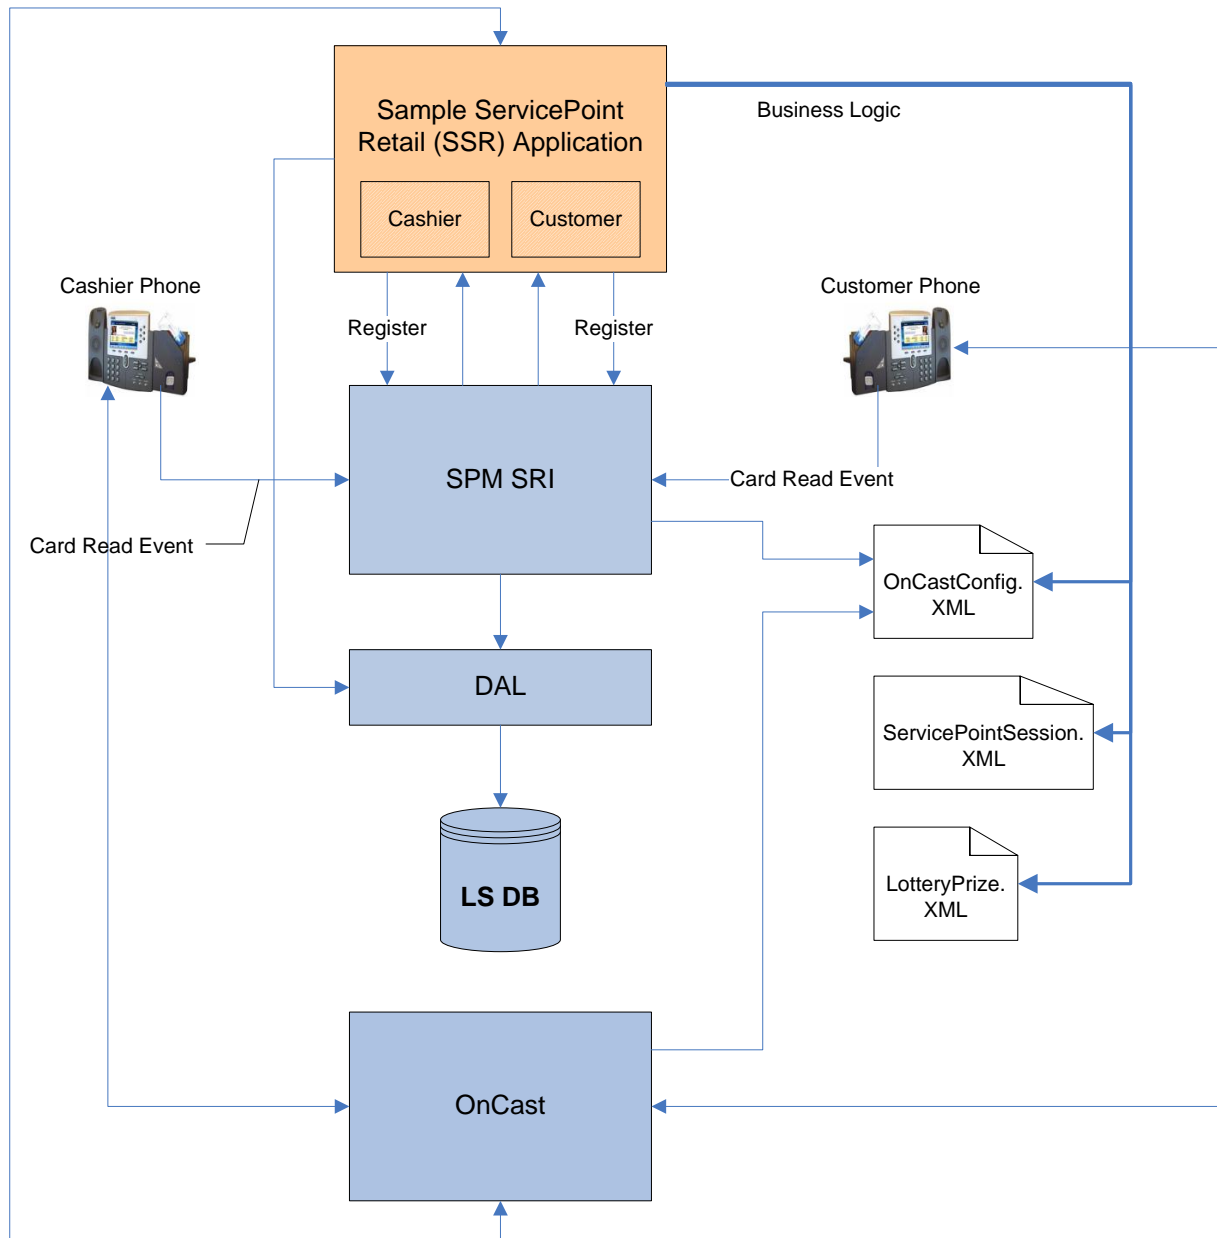 Sample ServicePoint
Retail (SSR) Application
Business Logic
Cashier
Customer
Cashier Phone
Customer Phone
Register
Register
SPM SRI
Card Read Event
Card Read Event
OnCastConfig.
XML
DAL
ServicePointSession.
XML
LS DB
LotteryPrize.
XML
OnCast